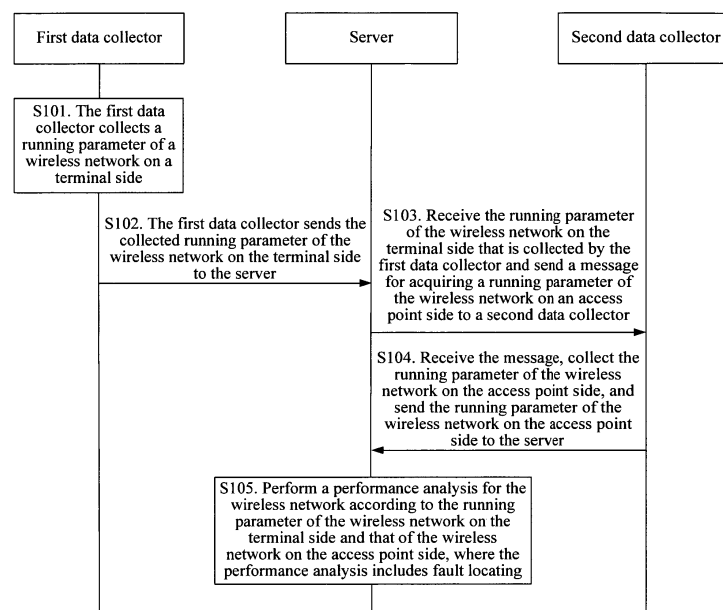 First data collector
Server
Second data collector
S101. The first data
collector collects a
running parameter of a
wireless network on a
terminal side
S102. The first data collector sends the
collected running parameter of the
wireless network on the terminal side
to the server
S103. Receive the running parameter
of the wireless network on the
terminal side that is collected by the
first data collector and send a message
for acquiring a running parameter of
the wireless network on an access
point side to a second data collector
S104. Receive the message, collect the
running parameter of the wireless
network on the access point side, and
send the running parameter of the
wireless network on the access point
side to the server
S105. Perform a performance analysis for the
wireless network according to the running
parameter of the wireless network on the
terminal side and that of the wireless
network on the access point side, where the
performance analysis includes fault locating